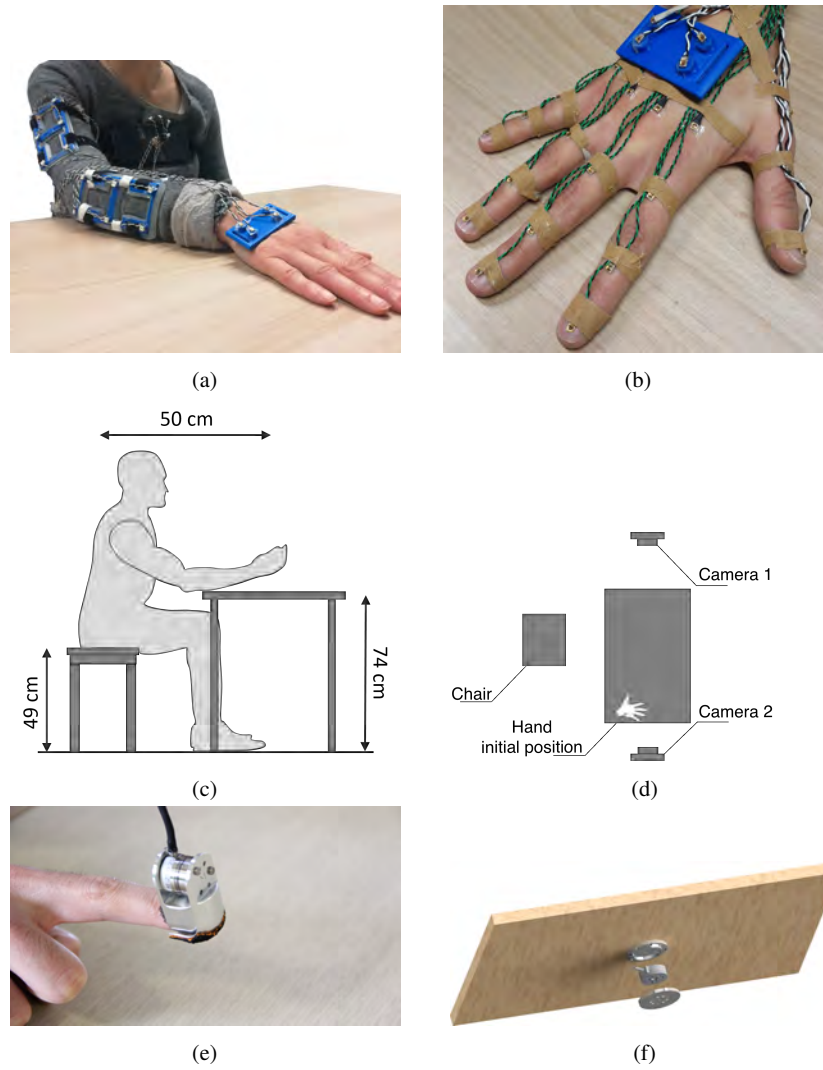 (a)
(b)
50 cm
49 cm
74 cm
(c)
Camera 1
Chair
Hand
initial position
Camera 2
(d)
(e)
(f)